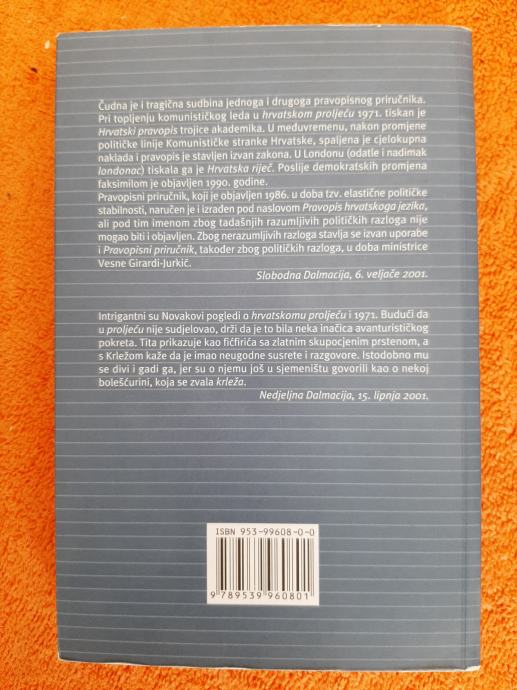 Čudna je i tragična sudbina jednoga i drugoga pravopisnog priručnika.
Pri topljenju komunističkog leda u hrvatskom proljeću 1971. tiskan je
Hrvatski pravopis trojice akademika. U međuvremenu, nakon promjene
političke linije Komunističke stranke Hrvatske, spaljena je cjelokupna
naklada i pravopis je stavljen izvan zakona. U Londonu (odatle i nadimak
londonac) tiskala ga je Hrvatska riječ. Poslije demokratskih promjena
faksimilom je objavljen 1990. godine.
Pravopisni priručnik, koji je objavljen 1986. u doba tzv. elastične političke
stabilnosti, naručen je i izrađen pod naslovom Pravopis hrvatskoga jezika,
ali pod tim imenom zbog tadašnjih razumljivih političkih razloga nije
mogao biti i objavljen. Zbog nerazumljivih razloga stavlja se izvan uporabe
i Pravopisni priručnik, također zbog političkih razloga, u doba ministrice
Vesne Girardi-Jurkić.
Slobodna Dalmacija, 6. veljače 2001.
Intrigantni su Novakovi pogledi o hrvatskomu proljeću i 1971. Budući da
u proljeću nije sudjelovao, drži da je to bila neka inačica avanturističkog
pokreta. Tita prikazuje kao fićfirića sa zlatnim skupocjenim prstenom, a
s Krležom kaže da je imao neugodne susrete i razgovore. Istodobno mu
se divi i gadi ga, jer su o njemu još u sjemeništu govorili kao o nekoj
bolešćurini, koja se zvala krleža.
Nedjeljna Dalmacija, 15. lipnja 2001.
ISBN 953-99608-0-0
9 789539 960801